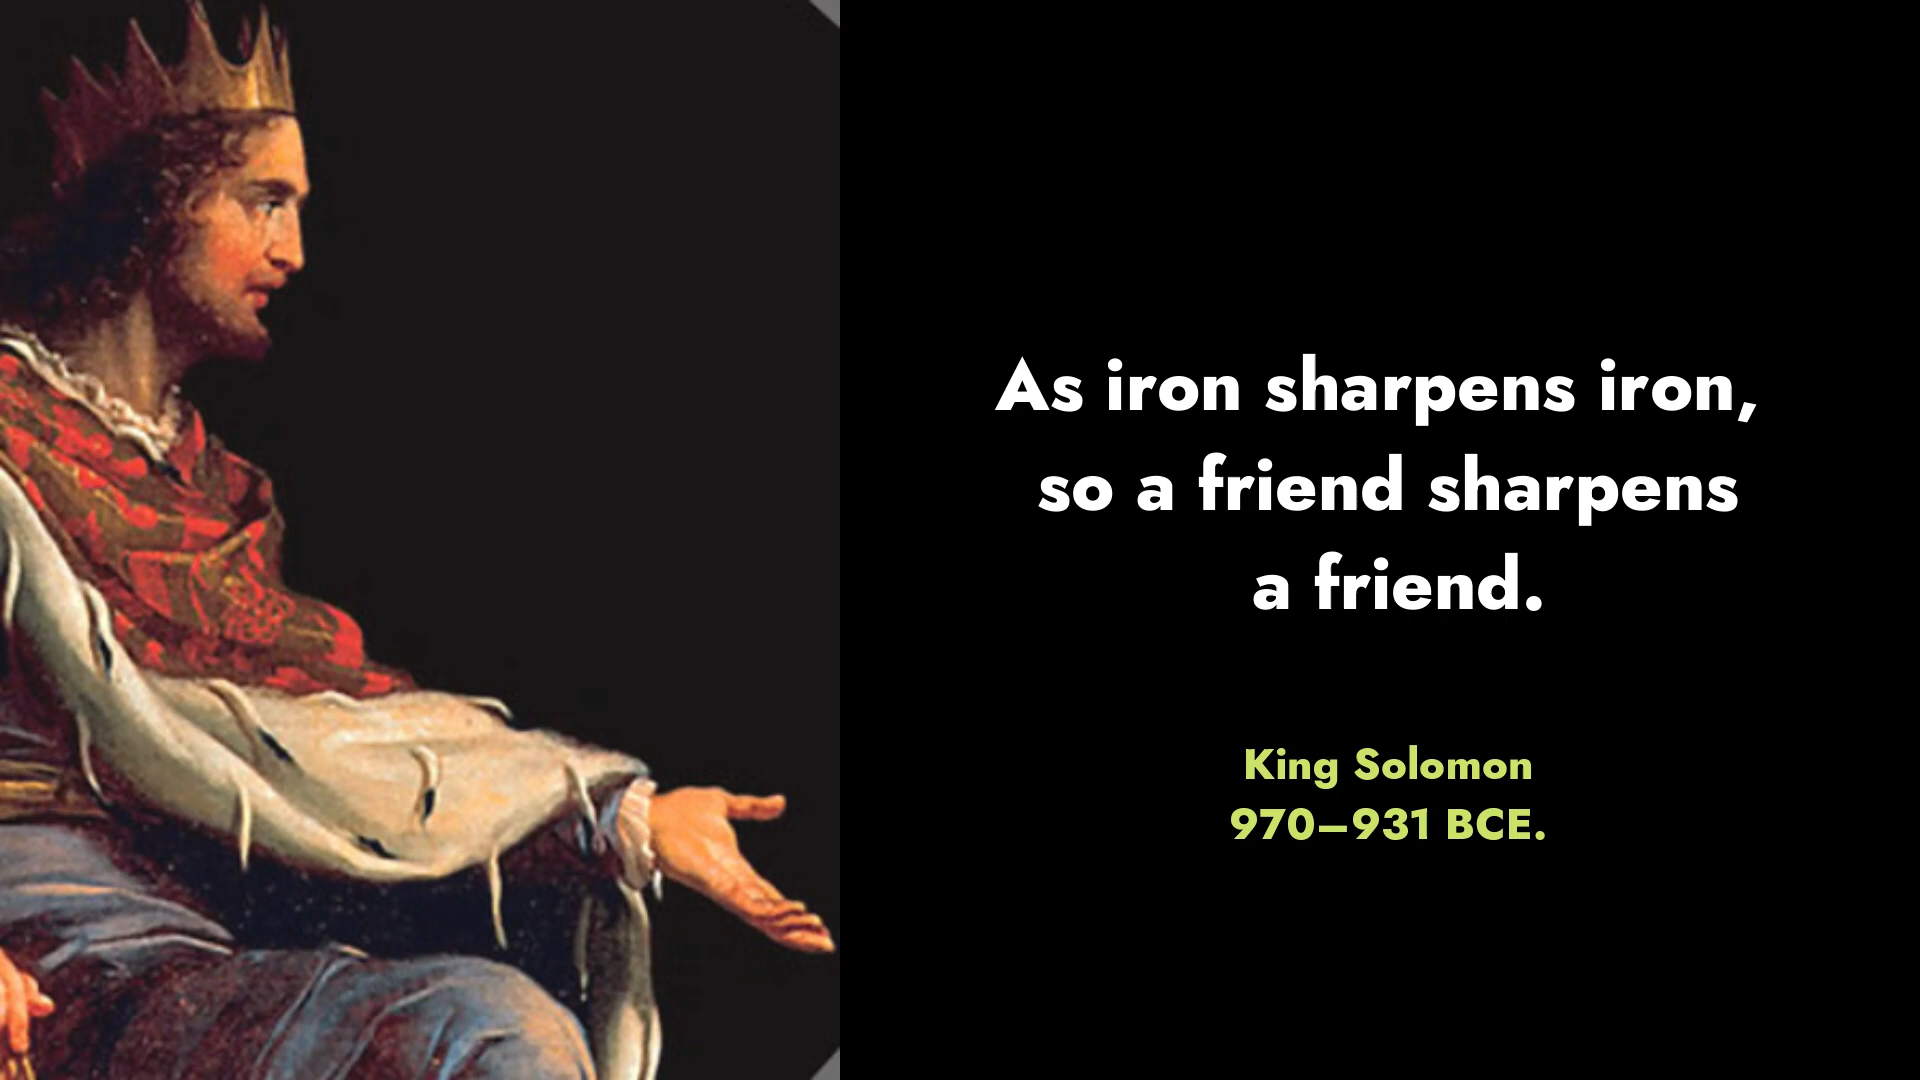 As iron sharpens iron,
so a friend sharpens
a friend.
King Solomon
970–931 BCE.